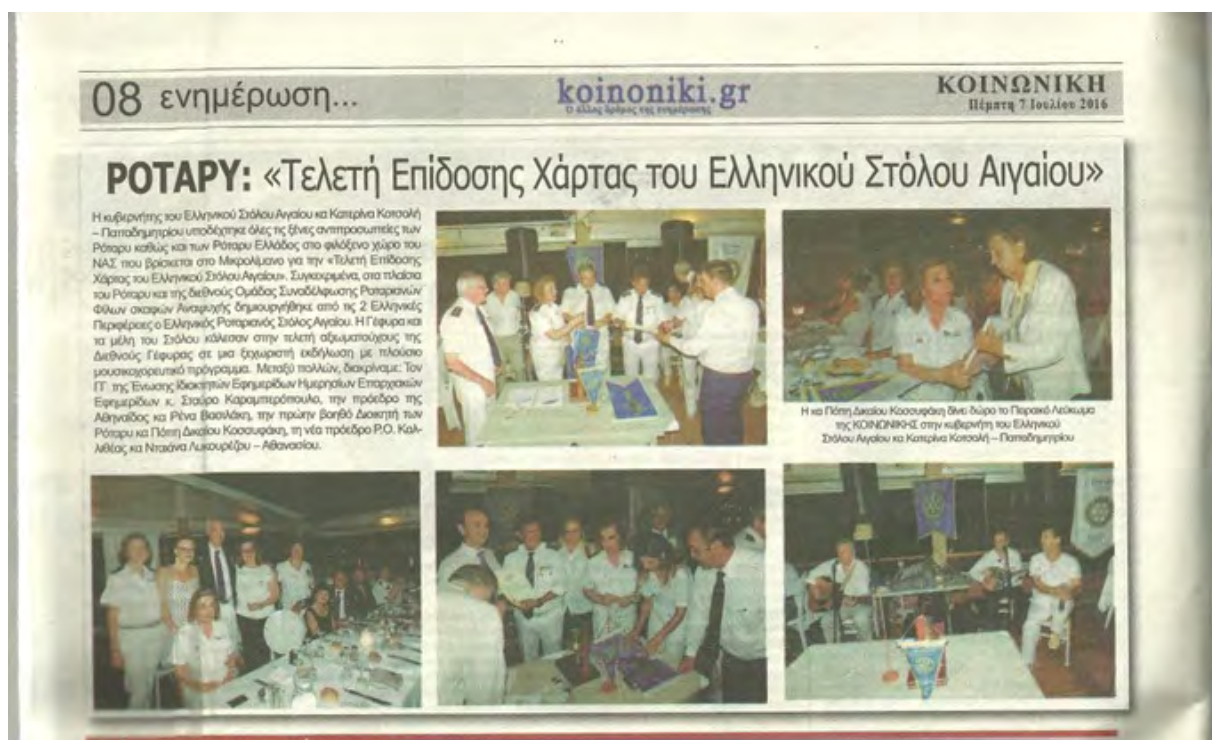 08 ενημέρωση...
koinoniki.gr
Ο άλλος δρόμος της ενημέρωσης
ΚΟΙΝΩΝΙΚΗ
Πέμπτη 7 Ιουλίου 2016
ΡΟΤΑΡΥ: «Τελετή Επίδοσης Χάρτας του Ελληνικού Στόλου Αιγαίου»
Η κυβερνήτης του Ελληνικού Στόλου Αιγαίου κα Κατερίνα Κοτσαλή
– Παπαδημητρίου υποδέχτηκε όλες τις ξένες αντιπροσωπείες των
Ρόταρυ καθώς και των Ρόταρυ Ελλάδος στο φιλόξενο χώρο του
ΝΑΣ που βρίσκεται στο Μικρολίμανο για την «Τελετή Επίδοσης
Χάρτας του Ελληνικού Στόλου Αιγαίου». Συγκεκριμένα, στα πλαίσια
του Ρόταρυ και της διεθνούς Ομάδας Συναδέλφωσης Ροταριανών
Φίλων σκαφών Αναψυχής δημιουργήθηκε από τις 2 Ελληνικές
Περιφέρειες ο Ελληνικός Ροταριανός Στόλος Αιγαίου. Η Γέφυρα και
τα μέλη του Στόλου κάλεσαν στην τελετή αξιωματούχους της
Διεθνούς Γέφυρας σε μια ξεχωριστή εκδήλωση με πλούσιο
μουσικοχορευτικό πρόγραμμα. Μεταξύ πολλών, διακρίναμε: Τον
ΓΓ της Ένωσης Ιδιοκτητών Εφημερίδων Ημερησίων Επαρχιακών
Εφημερίδων κ. Σταύρο Καραμπερόπουλο, την πρόεδρο της
Αθηναΐδος κα Ρένα Βασιλάκη, την πρώην βοηθό Διοικητή των
Ρόταρυ κα Πόπη Δικαίου Κοσσυφάκη, τη νέα πρόεδρο Ρ.Ο. Καλ-
λιθέας κα Νταιάνα Λυκουρέζου – Αθανασίου.
Η κα Πόπη Δικαίου Κοσσυφάκη δίνει δώρο το Πειραικό Λεύκωμα
της ΚΟΙΝΩΝΙΚΗΣ στην κυβερνήτη του Ελληνικού
Στόλου Αιγαίου κα Κατερίνα Κοτσαλή – Παπαδημητρίου